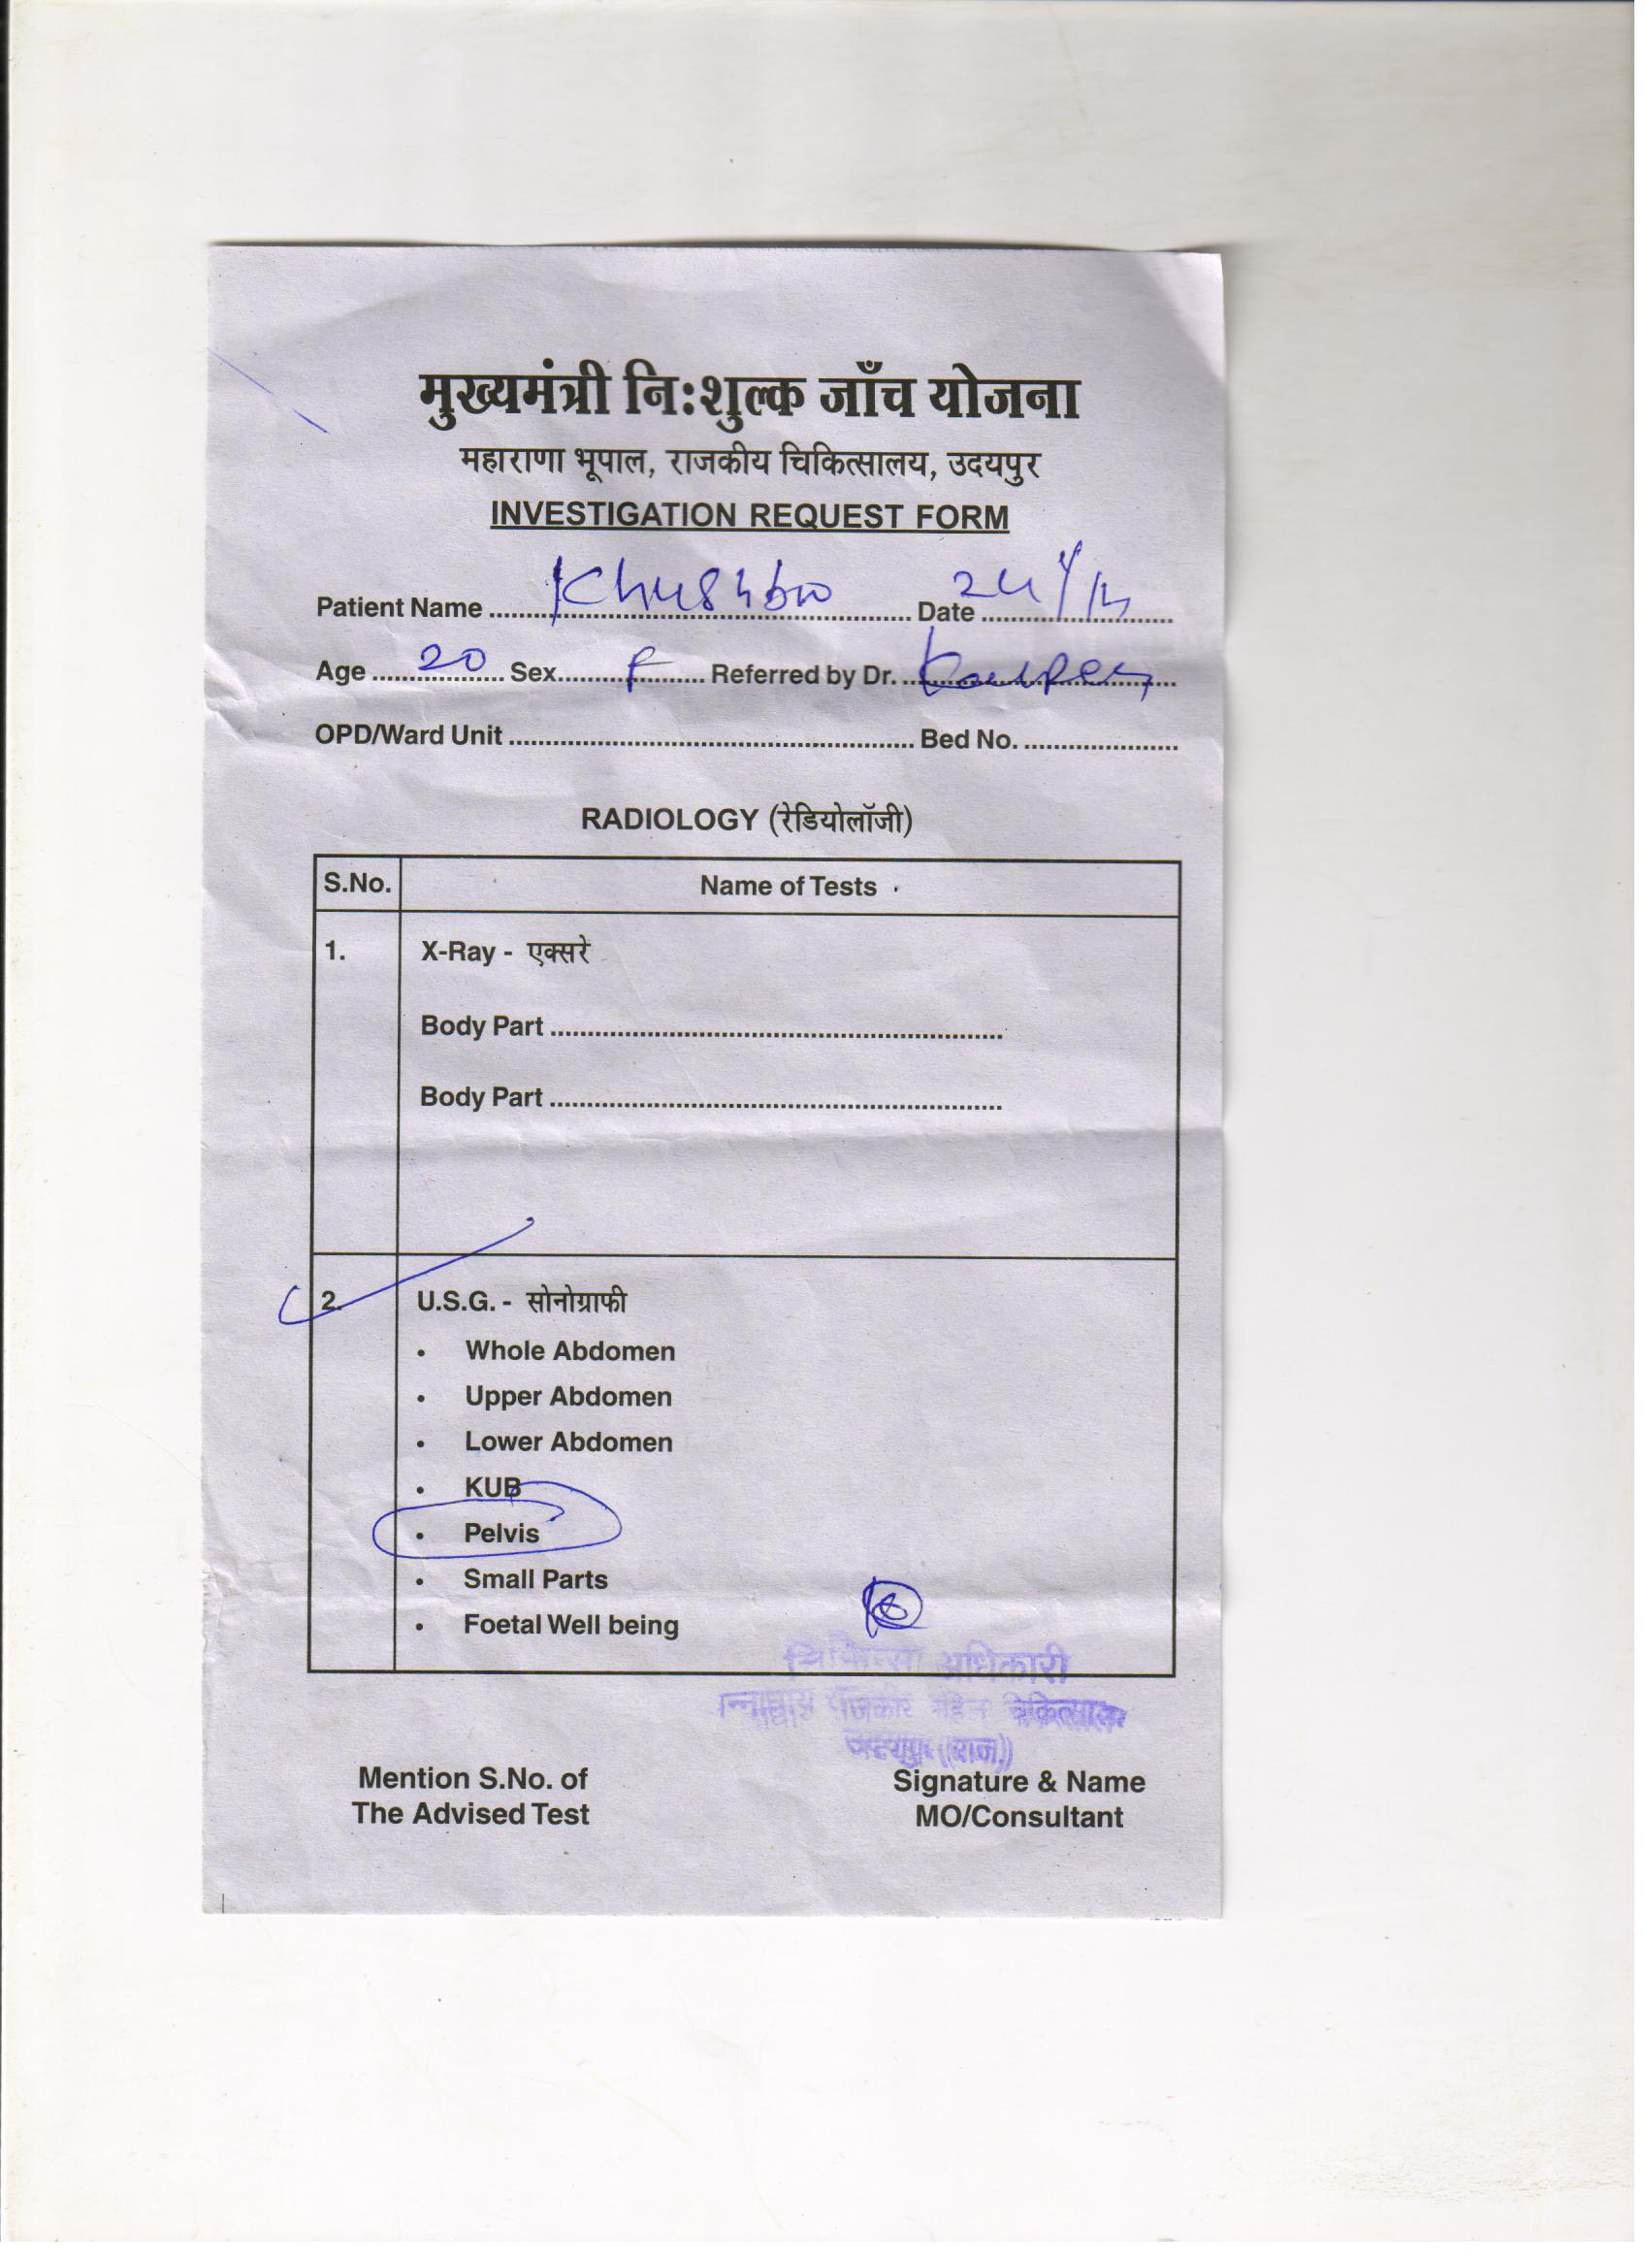 मुख्यमंत्री निःशुल्क जाँच योजना
महाराणा भूपाल, राजकीय चिकित्सालय, उदयपुर
INVESTIGATION REQUEST FORM
Patient Name Khushboo Date
Age 20 Sex F Referred by Dr.
OPD/Ward Unit Bed No.
RADIOLOGY (रेडियोलॉजी)
S.No. Name of Tests
1. X-Ray - एक्सरे
Body Part
Body Part
2. U.S.G. - सोनोग्राफी
• Whole Abdomen
• Upper Abdomen
• Lower Abdomen
• KUB
• Pelvis
• Small Parts
• Foetal Well being
अधिकारी
Mention S.No. of
The Advised Test
Signature & Name
MO/Consultant